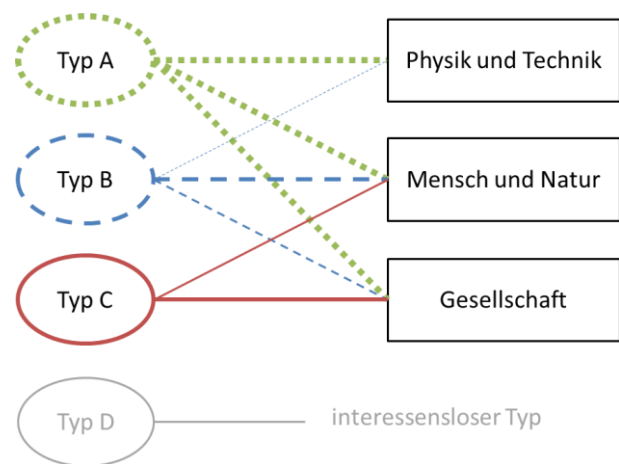 Typ A
Physik und Technik
Typ B
Mensch und Natur
Typ C
Gesellschaft
Typ D
interessensloser Typ